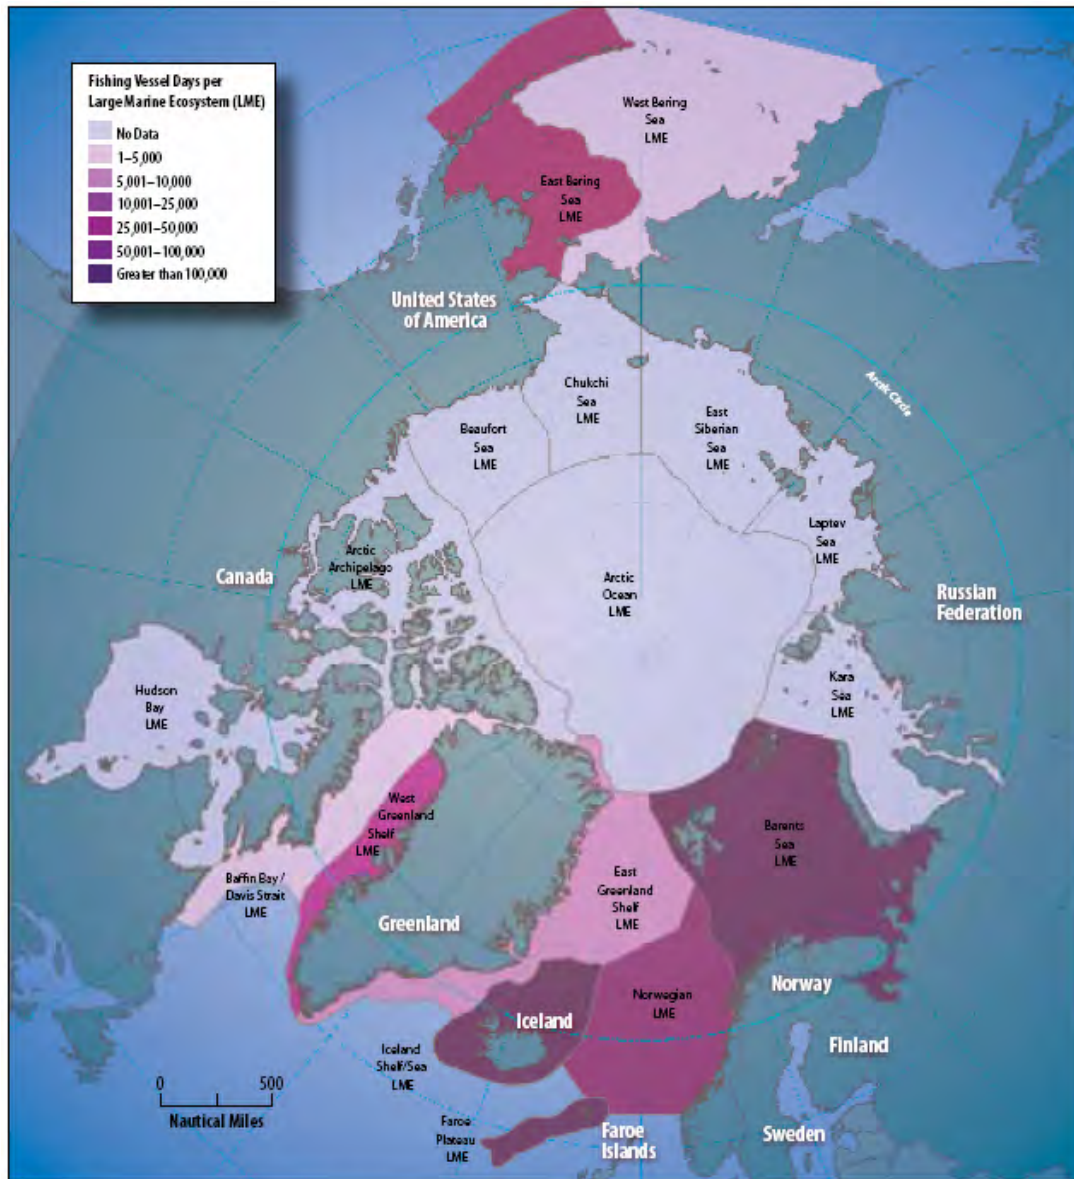 Fishing Vessel Days per
Large Marine Ecosystem (LME)
No Data
1–5,000
5,001–10,000
10,001–25,000
25,001–50,000
50,001–100,000
Greater than 100,000
West Bering
Sea
LME
East Bering
Sea
LME
United States
of America
Chukchi
Sea
LME
Arctic Circle
Beaufort
Sea
LME
East
Siberian
Sea
LME
Laptev
Sea
LME
Canada
Arctic
Archipelago
LME
Arctic
Ocean
LME
Russian
Federation
Hudson
Bay
LME
Kara
Sea
LME
West
Greenland
Shelf
LME
Barents
Sea
LME
Baffin Bay /
Davis Strait
LME
East
Greenland
Shelf
LME
Greenland
Norway
Norwegian
LME
Iceland
Finland
Iceland
Shelf/Sea
LME
0 500
Nautical Miles
Faroe
Plateau
LME
Faroe
Islands
Sweden